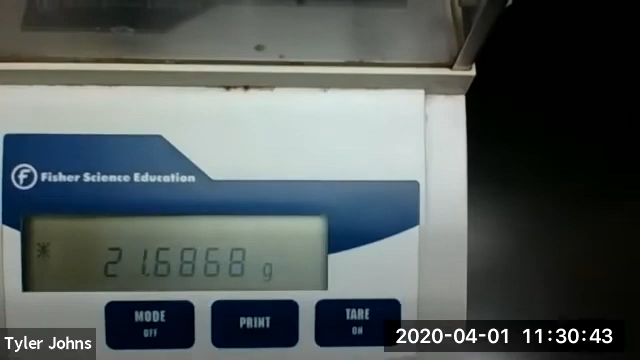 Fisher Science Education
* 21.6868 g
MODE
OFF
PRINT
TARE
ON
Tyler Johns
2020-04-01 11:30:43